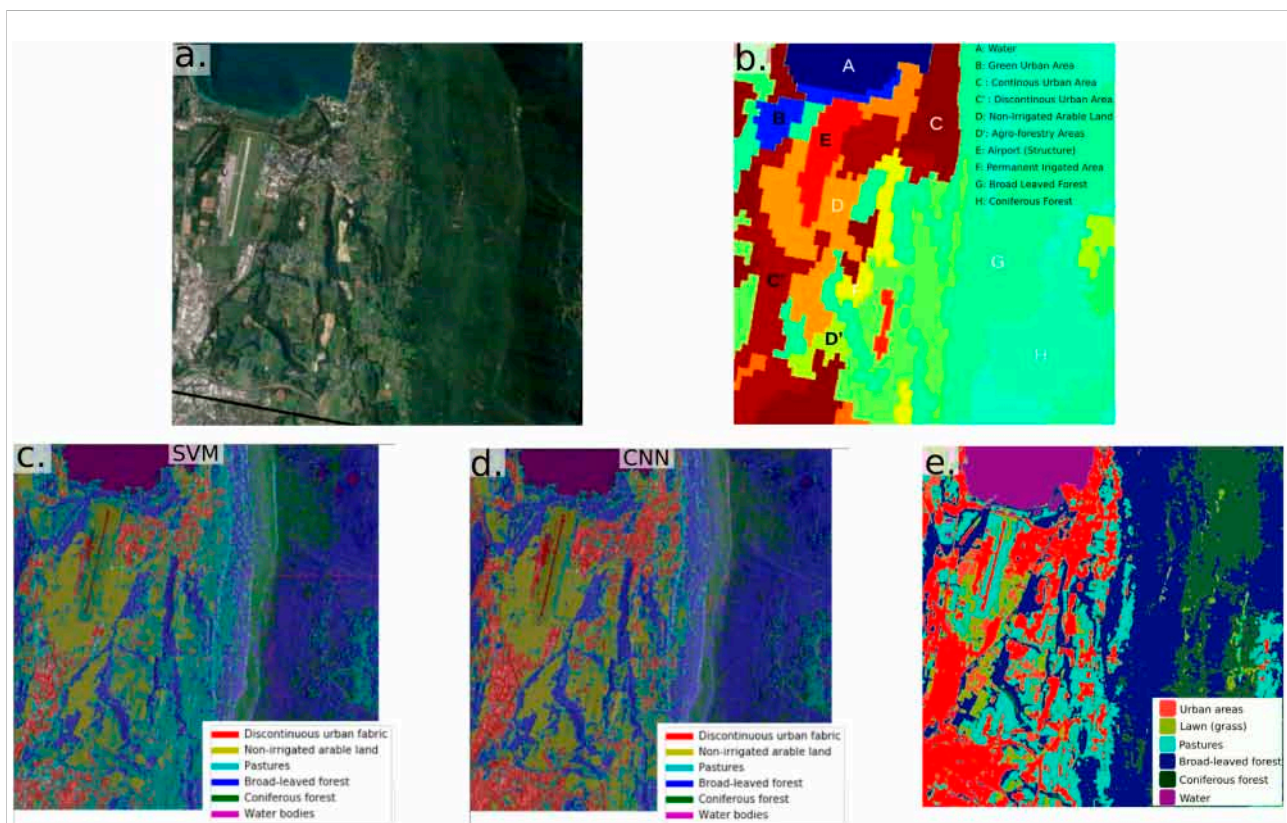 a.
b.
A: Water
B: Green Urban Area
C : Continous Urban Area
C' : Discontinous Urban Area
D: Non-Irrigated Arable Land
D': Agro-forestry Areas
E: Airport (Structure)
F: Permanent Irigated Area
G: Broad Leaved Forest
H: Coniferous Forest
A
B
C
E
D
C'
F
G
D'
H
c.
SVM
Discontinuous urban fabric
Non-irrigated arable land
Pastures
Broad-leaved forest
Coniferous forest
Water bodies
d.
CNN
Discontinuous urban fabric
Non-irrigated arable land
Pastures
Broad-leaved forest
Coniferous forest
Water bodies
e.
Urban areas
Lawn (grass)
Pastures
Broad-leaved forest
Coniferous forest
Water